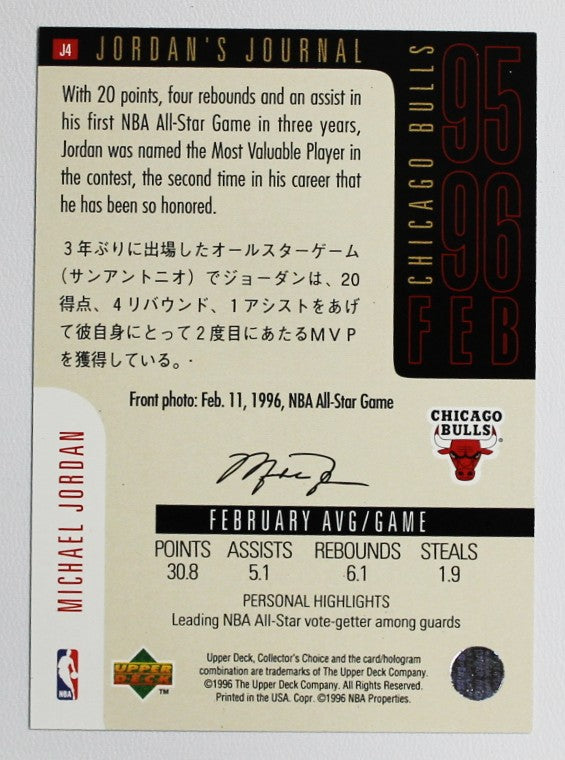 J4 JORDAN'S JOURNAL
With 20 points, four rebounds and an assist in
his first NBA All-Star Game in three years,
Jordan was named the Most Valuable Player in
the contest, the second time in his career that
he has been so honored.
3年ぶりに出場したオールスターゲーム
(サンアントニオ)でジョーダンは、20
得点、4リバウンド、1アシストをあげ
て彼自身にとって2度目にあたるMVP
を獲得している。
Front photo: Feb. 11, 1996, NBA All-Star Game
CHICAGO BULLS
95
96
FEB
CHICAGO
BULLS
MICHAEL JORDAN
FEBRUARY AVG/GAME
POINTS ASSISTS REBOUNDS STEALS
30.8 5.1 6.1 1.9
PERSONAL HIGHLIGHTS
Leading NBA All-Star vote-getter among guards
NBA
UPPER
DECK
TM
Upper Deck, Collector's Choice and the card/hologram
combination are trademarks of The Upper Deck Company.
©1996 The Upper Deck Company. All Rights Reserved.
Printed in the USA. Copr. ©1996 NBA Properties.